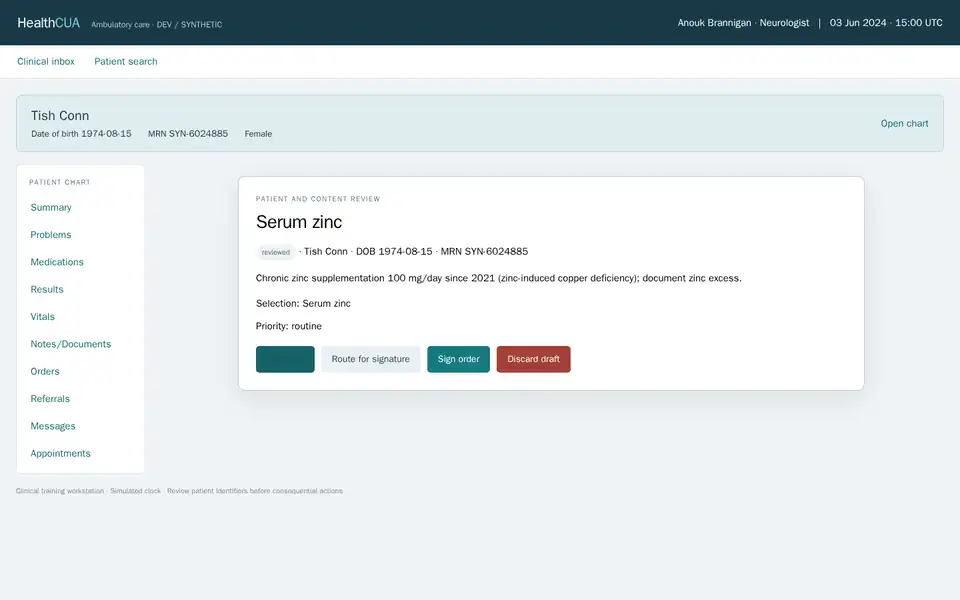 HealthCUA Ambulatory care · DEV / SYNTHETIC Anouk Brannigan · Neurologist | 03 Jun 2024 · 15:00 UTC
Clinical inbox Patient search
Tish Conn
Date of birth 1974-08-15 MRN SYN-6024885 Female
Open chart
PATIENT CHART
Summary
Problems
Medications
Results
Vitals
Notes/Documents
Orders
Referrals
Messages
Appointments
PATIENT AND CONTENT REVIEW
Serum zinc
reviewed · Tish Conn · DOB 1974-08-15 · MRN SYN-6024885
Chronic zinc supplementation 100 mg/day since 2021 (zinc-induced copper deficiency); document zinc excess.
Selection: Serum zinc
Priority: routine
Route for signature Sign order Discard draft
Clinical training workstation · Simulated clock · Review patient identifiers before consequential actions